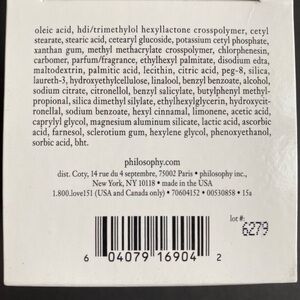 oleic acid, hdi/trimethylol hexyllactone crosspolymer, cetyl
stearate, stearic acid, cetearyl glucoside, potassium cetyl phosphate,
xanthan gum, methyl methacrylate crosspolymer, chlorphenesin,
carbomer, parfum/fragrance, ethylhexyl palmitate, disodium edta,
maltodextrin, palmitic acid, lecithin, citric acid, peg-8, silica,
laureth-3, hydroxyethylcellulose, linalool, benzyl benzoate, alcohol,
sodium citrate, citronellol, benzyl salicylate, butylphenyl methyl-
propional, silica dimethyl silylate, ethylhexylglycerin, hydroxycit-
ronellal, sodium benzoate, hexyl cinnamal, limonene, acetic acid,
caprylyl glycol, magnesium aluminum silicate, lactic acid, ascorbic
acid, farnesol, sclerotium gum, hexylene glycol, phenoxyethanol,
sorbic acid, bht.
philosophy.com
dist. Coty, 14 rue du 4 septembre, 75002 Paris • philosophy inc.,
New York, NY 10118 • made in the USA
1.800.love151 (USA and Canada only) • 70604152 • 00530858 • 15a
lot #:
6279
6 04079 16904 2